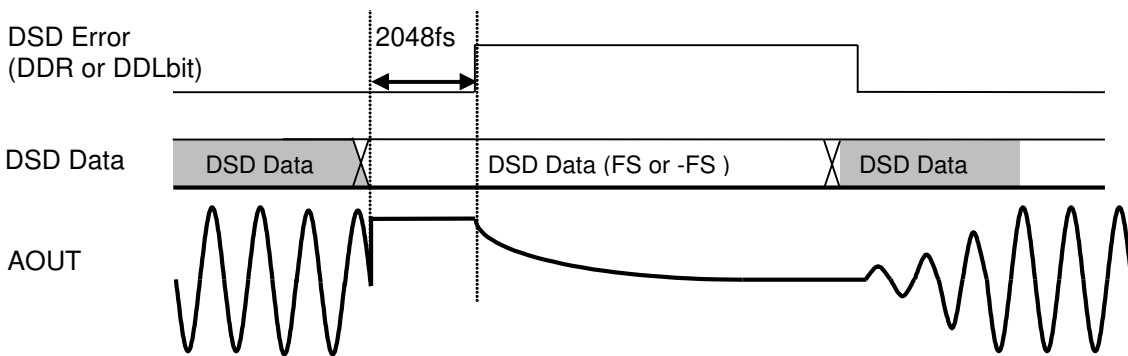 DSD Error
(DDR or DDLbit)
2048fs
DSD Data
DSD Data
DSD Data (FS or -FS )
DSD Data
AOUT